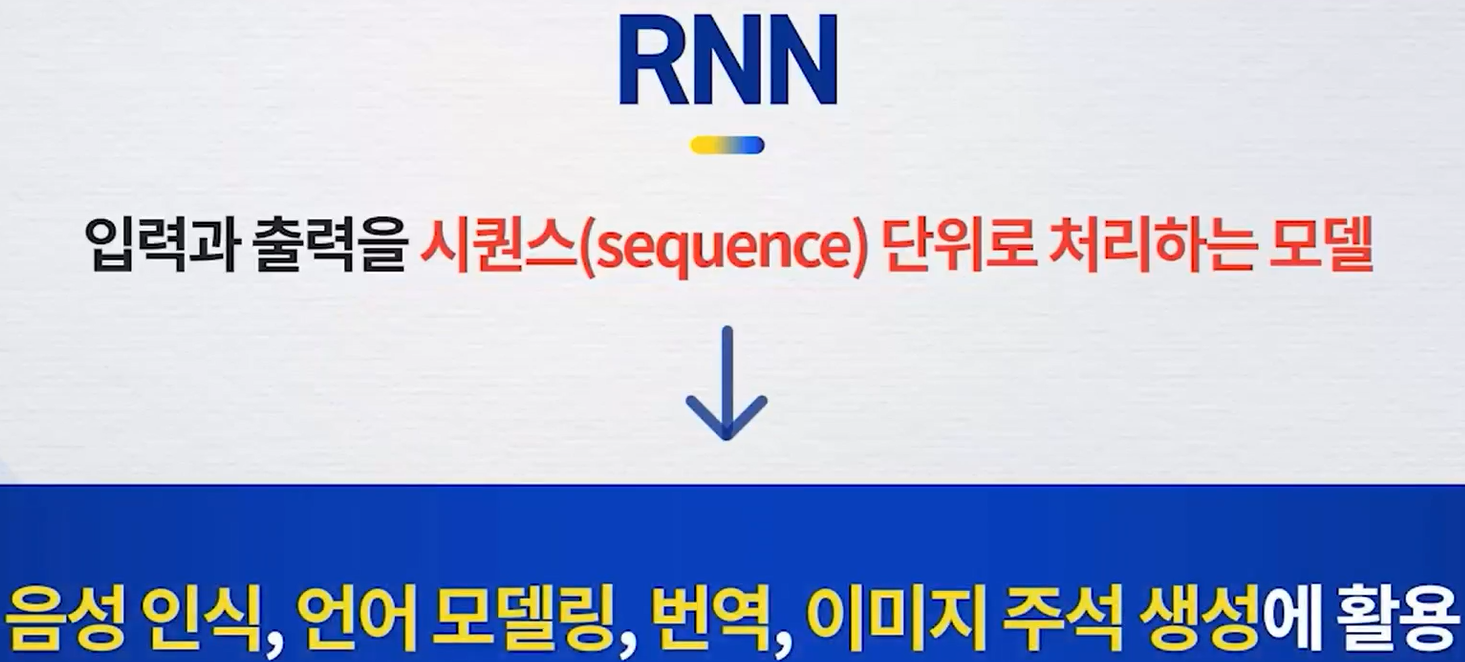 RNN
입력과 출력을 시퀀스(sequence) 단위로 처리하는 모델
음성 인식, 언어 모델링, 번역, 이미지 주석 생성에 활용